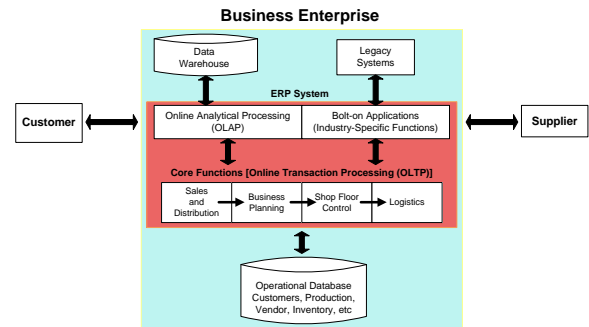 Business Enterprise
Data
Warehouse
Legacy
Systems
ERP System
Customer
Online Analytical Processing
(OLAP)
Bolt-on Applications
(Industry-Specific Functions)
Supplier
Core Functions [Online Transaction Processing (OLTP)]
Sales
and
Distribution
Business
Planning
Shop Floor
Control
Logistics
Operational Database
Customers, Production,
Vendor, Inventory, etc